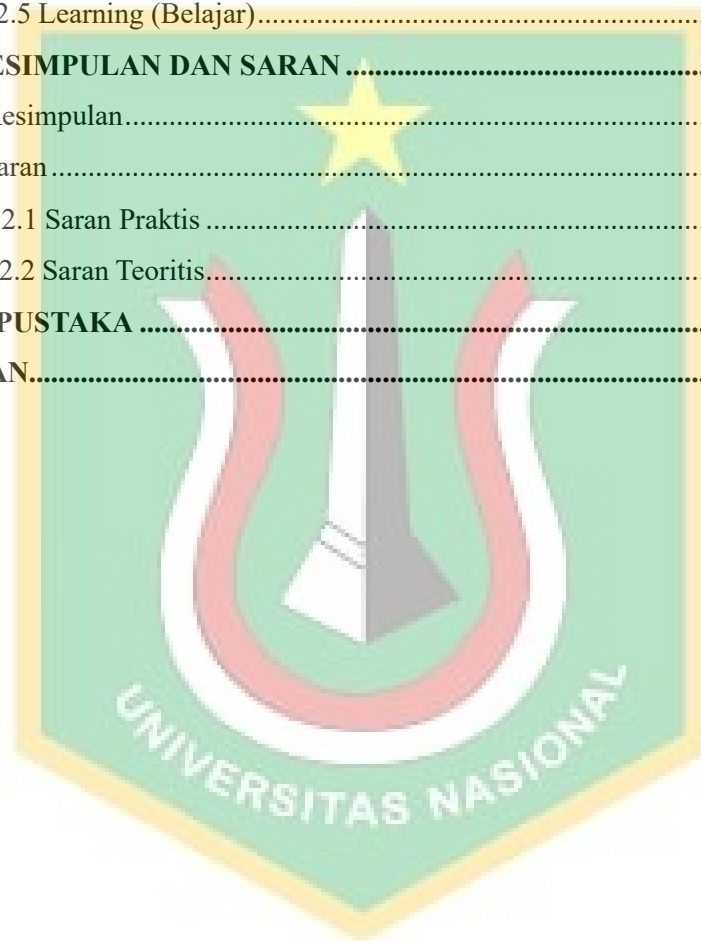 2.5 Learning (Belajar)..............................................................
ESIMPULAN DAN SARAN ..................................................
esimpulan..................................................................................
aran ............................................................................................
2.1 Saran Praktis ......................................................................
2.2 Saran Teoritis......................................................................
PUSTAKA ................................................................................
AN...............................................................................................
UNIVERSITAS NASIONAL